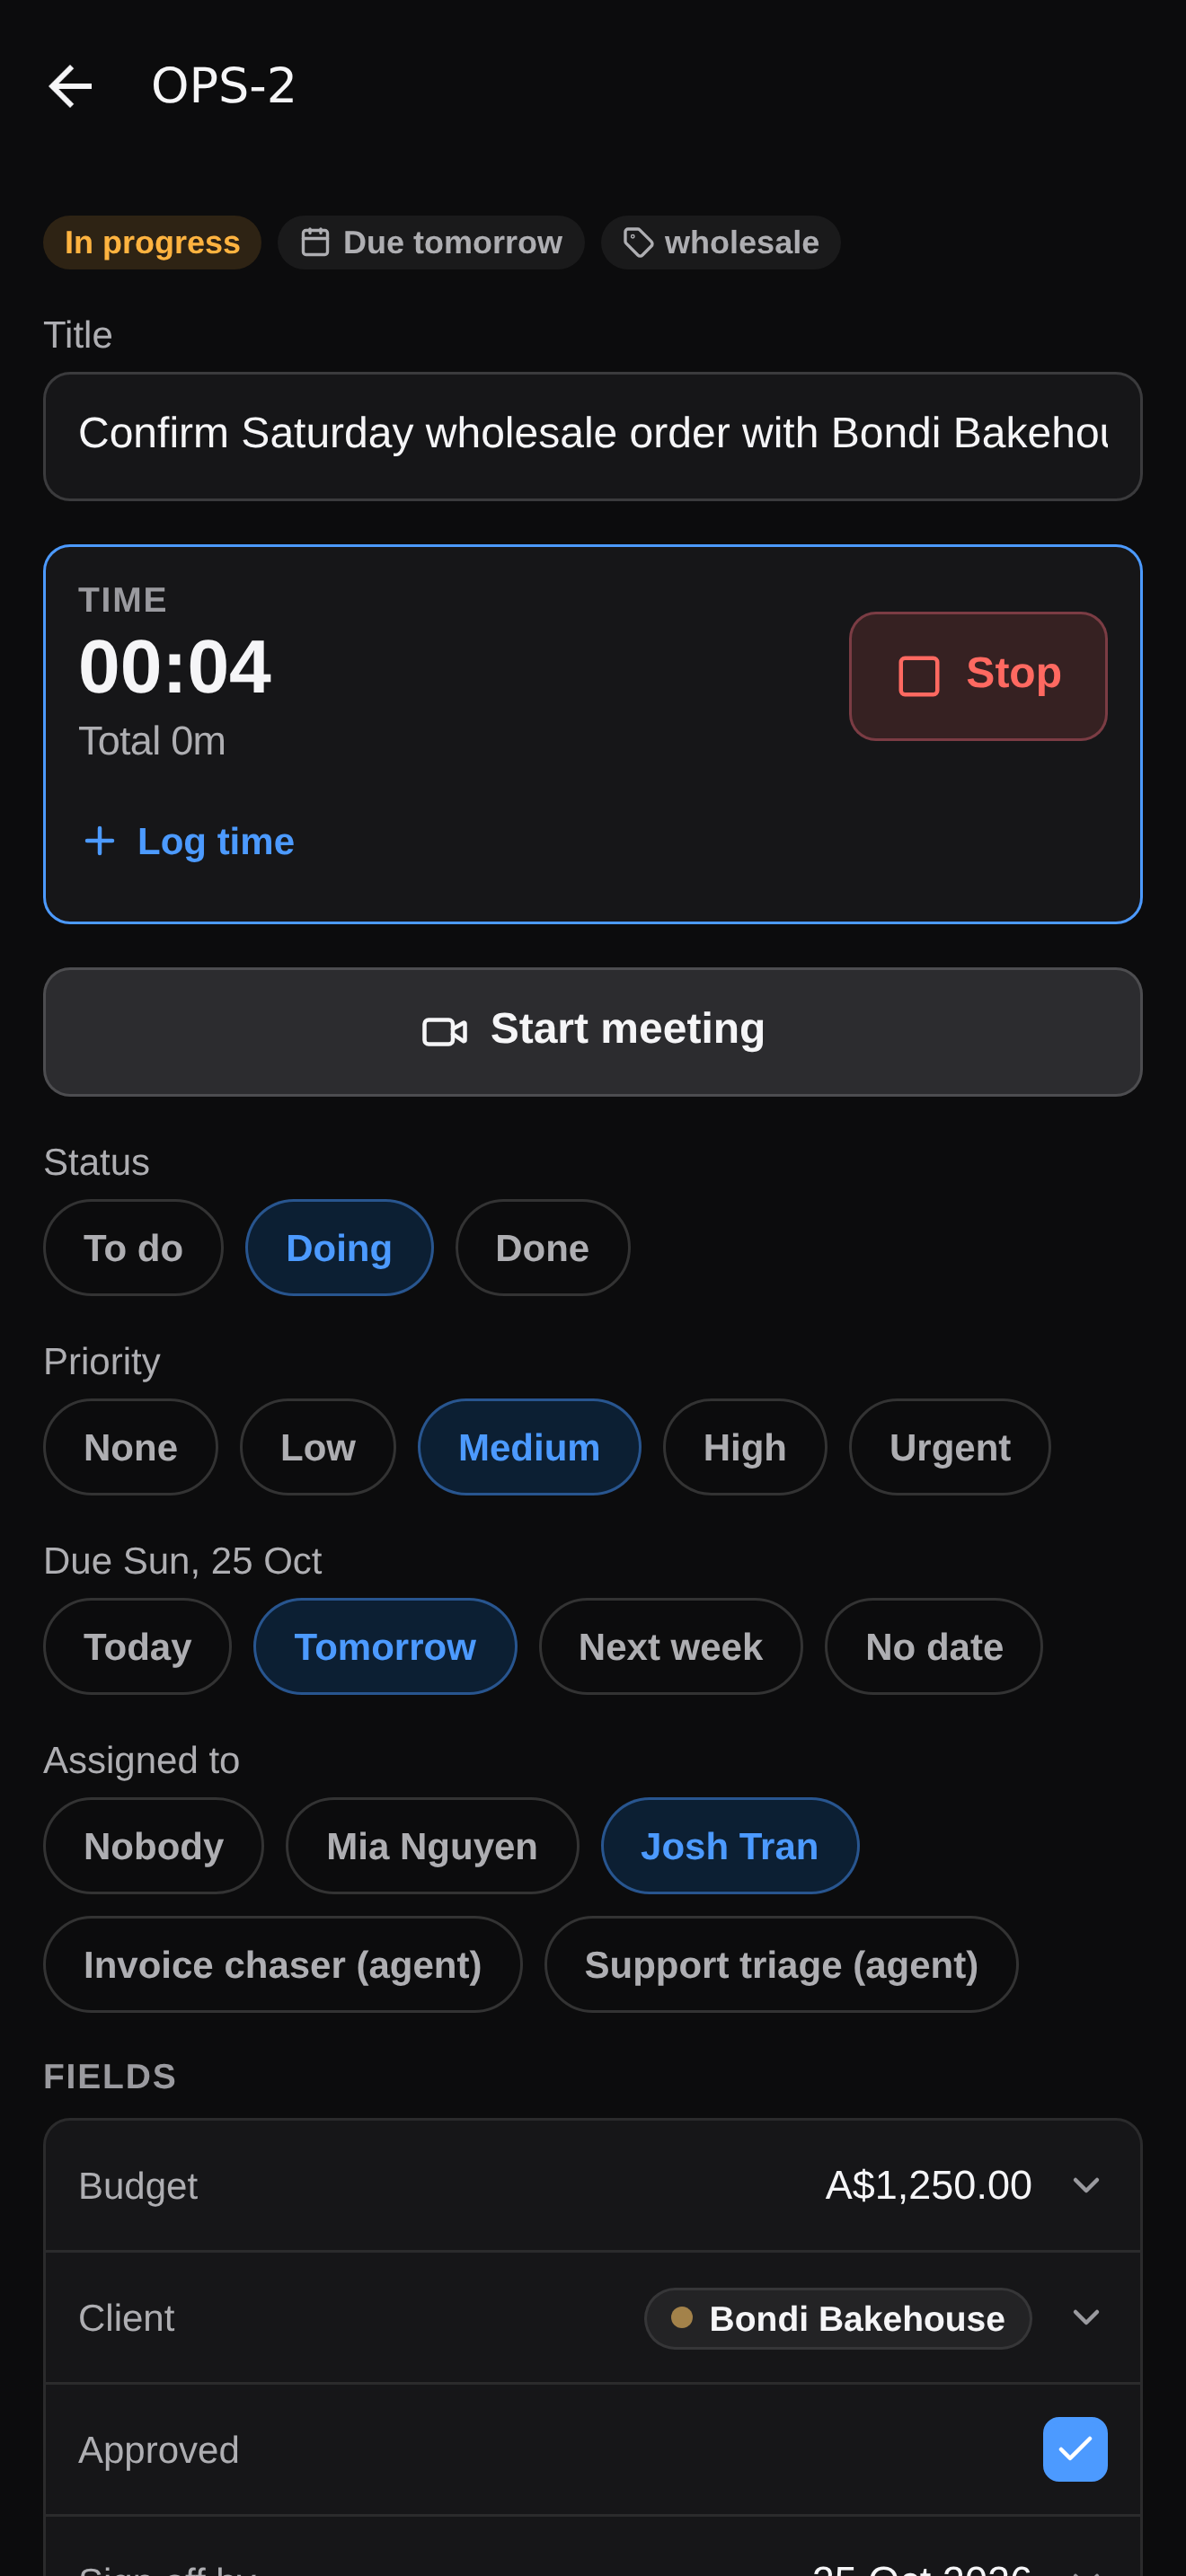 OPS-2
In progress Due tomorrow wholesale
Title
Confirm Saturday wholesale order with Bondi
TIME
00:04
Stop
Total 0m
Log time
Start meeting
Status
To do Doing Done
Priority
None Low Medium High Urgent
Due Sun, 25 Oct
Today Tomorrow Next week No date
Assigned to
Nobody Mia Nguyen Josh Tran
Invoice chaser (agent) Support triage (agent)
FIELDS
Budget A$1,250.00
Client Bondi Bakehouse
Approved